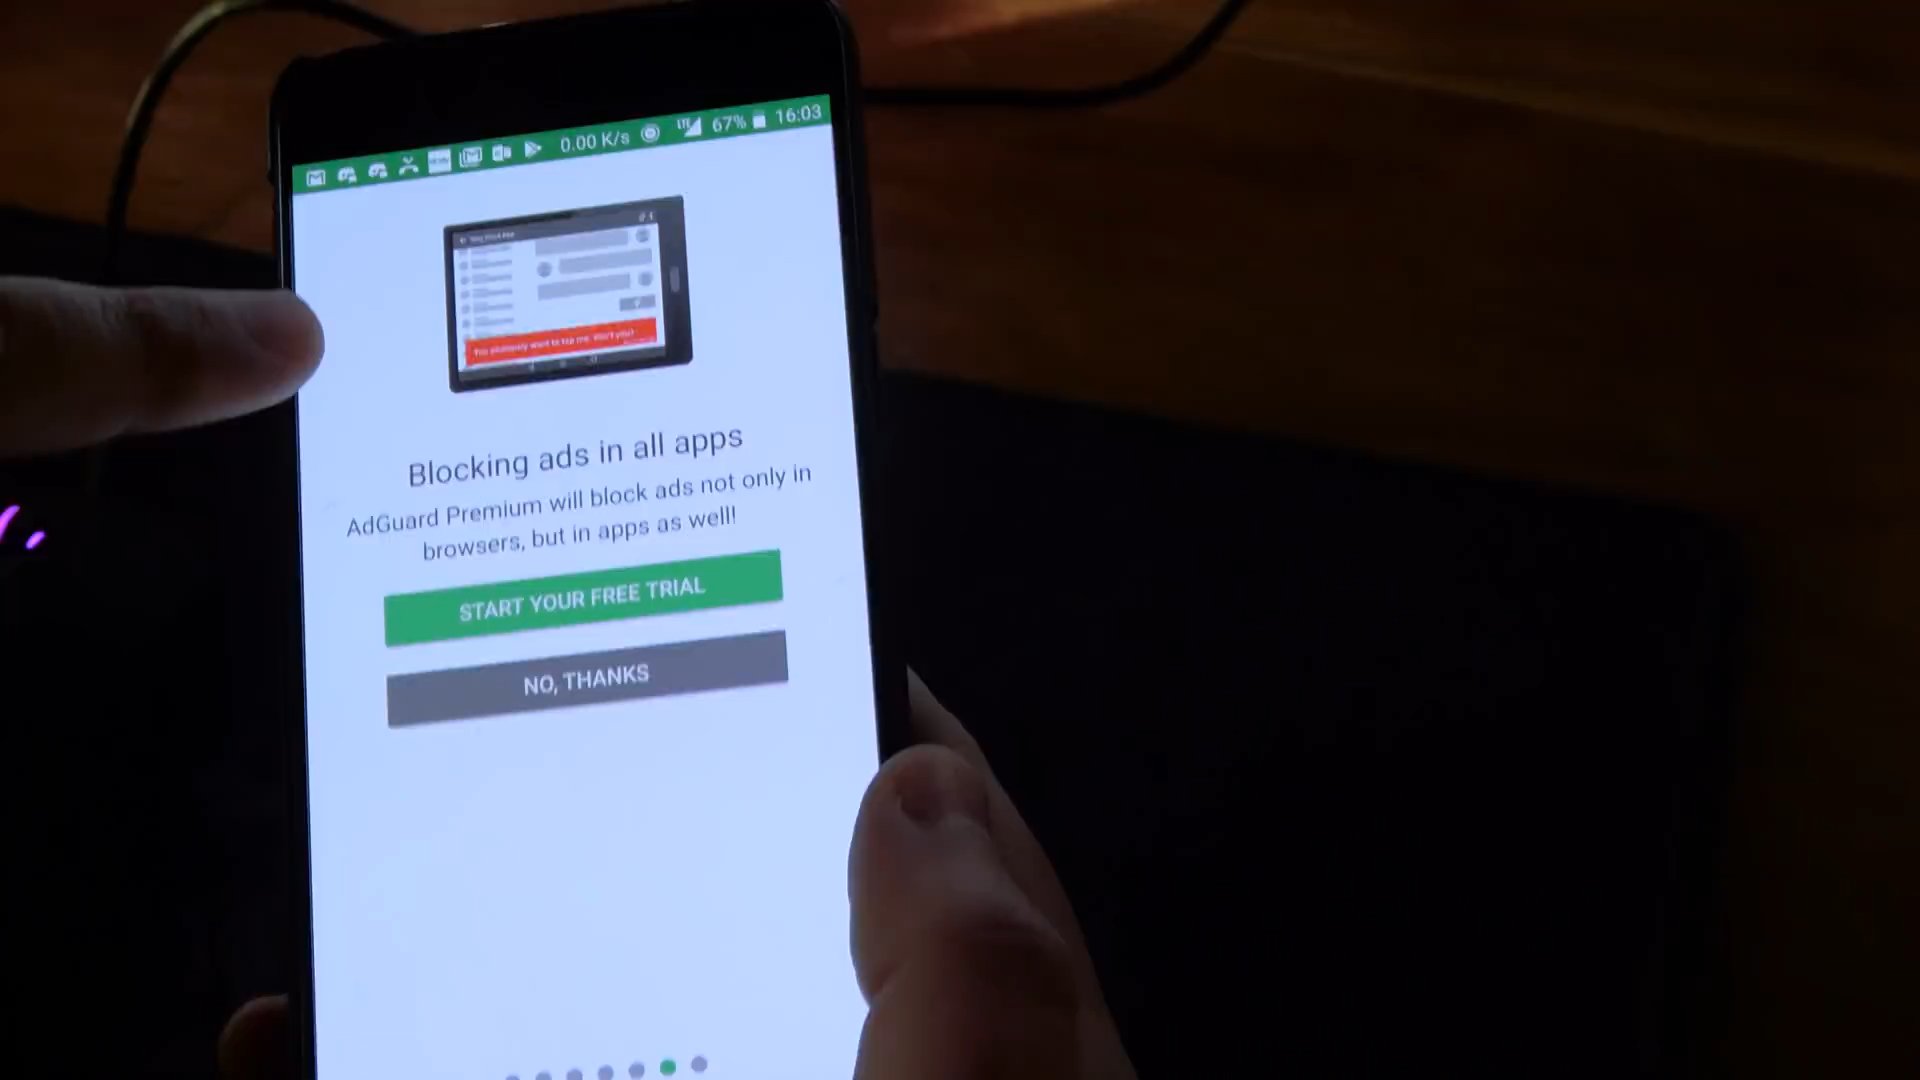 0.00 K/s LTE 67% 16:03
Blocking ads in all apps
AdGuard Premium will block ads not only in
browsers, but in apps as well!
START YOUR FREE TRIAL
NO, THANKS